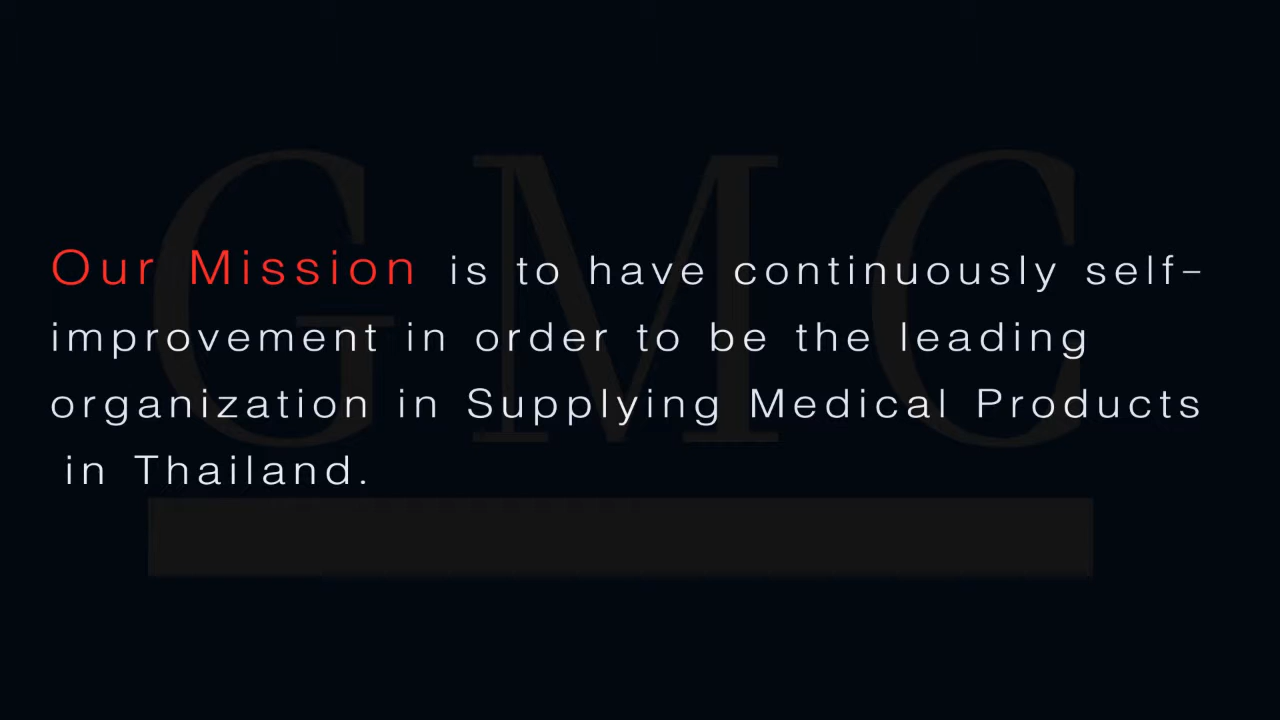 GMC
Our Mission is to have continuously self-
improvement in order to be the leading
organization in Supplying Medical Products
in Thailand.